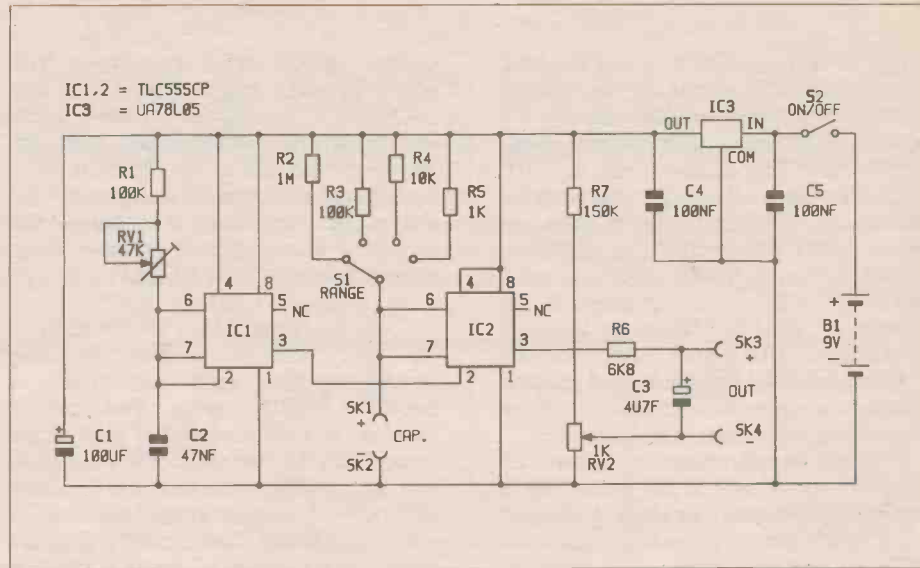 IC1,2 = TLC555CP
IC3 = UA78L05
R1
100K
RV1
47K
C1
100UF
+
C2
47NF
4
8
6
5
NC
IC1
7
3
2
1
R2
1M
R3
100K
R4
10K
R5
1K
S1
RANGE
SK1
+
CAP.
-
SK2
4
8
6
5
NC
IC2
7
3
2
1
R7
150K
1K
RV2
R6
6K8
C3
4U7F
+
SK3
+
OUT
SK4
-
C4
100NF
OUT
IC3
IN
COM
C5
100NF
S2
ON/OFF
+
B1
9V
-